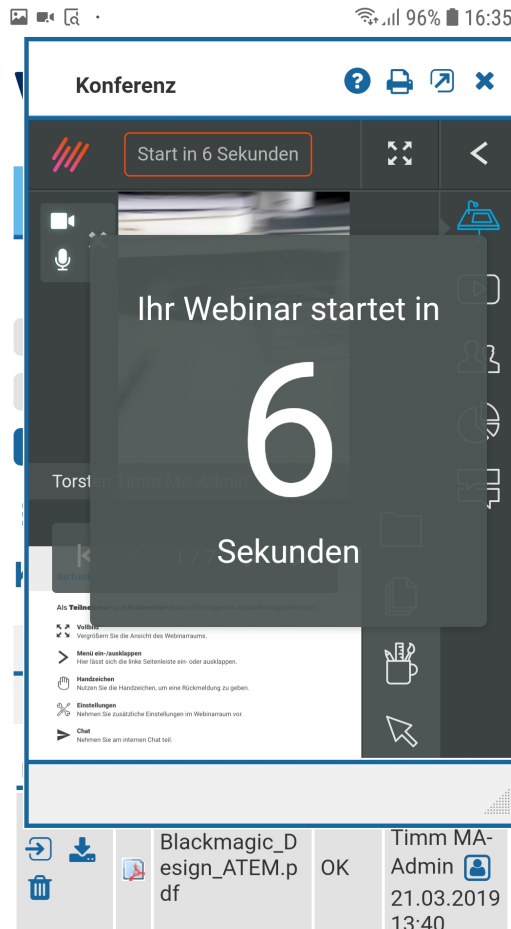 96% 16:35
Konferenz
Start in 6 Sekunden
Ihr Webinar startet in
6
Torsten Timm MA-Admin
Sekunden
Als
Vollbild
Vergrößern Sie die Ansicht des Webinarraums.
Menü ein-/ausklappen
Hier lässt sich die linke Seitenleiste ein- oder ausklappen.
Handzeichen
Nutzen Sie die Handzeichen, um eine Rückmeldung zu geben.
Einstellungen
Nehmen Sie zusätzliche Einstellungen im Webinarraum vor.
Chat
Nehmen Sie am internen Chat teil.
Blackmagic_D
esign_ATEM.p
df
OK
Timm MA-
Admin
21.03.2019
13:40